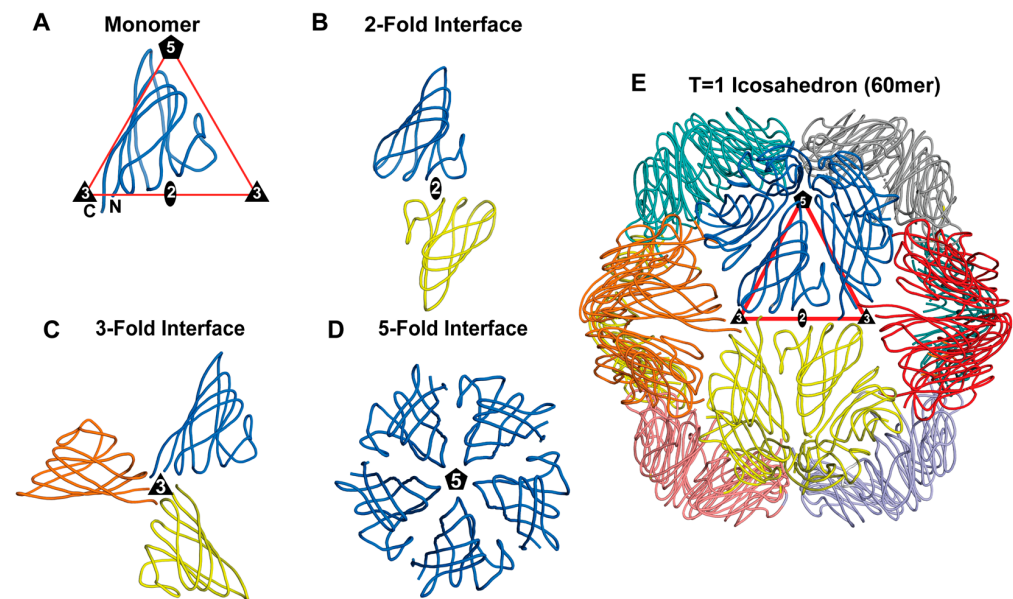 A
Monomer
5
3
2
3
C
N
B
2-Fold Interface
2
C
3-Fold Interface
3
D
5-Fold Interface
5
E
T=1 Icosahedron (60mer)
5
3
2
3